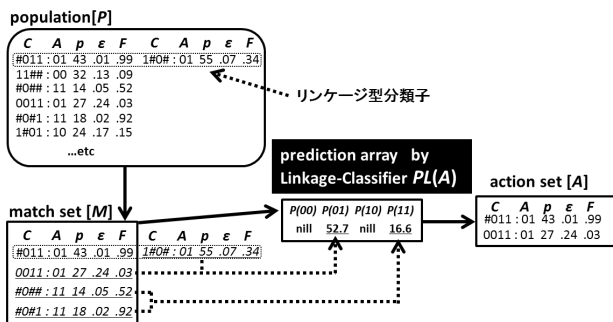 population[P]
C A p ε F C A p ε F
#011 : 01 43 .01 .99 1#0# : 01 55 .07 .34
11## : 00 32 .13 .09
#0## : 11 14 .05 .52
0011 : 01 27 .24 .03
#0#1 : 11 18 .02 .92
1#01 : 10 24 .17 .15
...etc
リンケージ型分類子
prediction array by
Linkage-Classifier PL(A)
P(00) P(01) P(10) P(11)
nill 52.7 nill 16.6
action set [A]
C A p ε F
#011 : 01 43 .01 .99
0011 : 01 27 .24 .03
match set [M]
C A p ε F C A p ε F
#011 : 01 43 .01 .99 1#0# : 01 55 .07 .34
0011 : 01 27 .24 .03
#0## : 11 14 .05 .52
#0#1 : 11 18 .02 .92